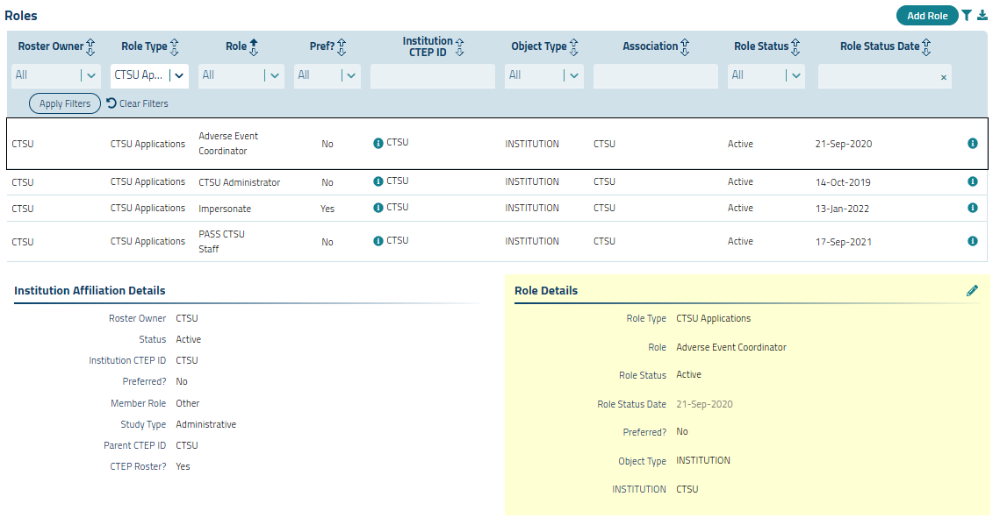 Roles
Add Role
Roster Owner Role Type Role Pref? Institution CTEP ID Object Type Association Role Status Role Status Date
All CTSU Ap... All All All All ×
Apply Filters Clear Filters
CTSU CTSU Applications Adverse Event Coordinator No CTSU INSTITUTION CTSU Active 21-Sep-2020
CTSU CTSU Applications CTSU Administrator No CTSU INSTITUTION CTSU Active 14-Oct-2019
CTSU CTSU Applications Impersonate Yes CTSU INSTITUTION CTSU Active 13-Jan-2022
CTSU CTSU Applications PASS CTSU Staff No CTSU INSTITUTION CTSU Active 17-Sep-2021
Institution Affiliation Details
Roster Owner CTSU
Status Active
Institution CTEP ID CTSU
Preferred? No
Member Role Other
Study Type Administrative
Parent CTEP ID CTSU
CTEP Roster? Yes
Role Details
Role Type CTSU Applications
Role Adverse Event Coordinator
Role Status Active
Role Status Date 21-Sep-2020
Preferred? No
Object Type INSTITUTION
INSTITUTION CTSU